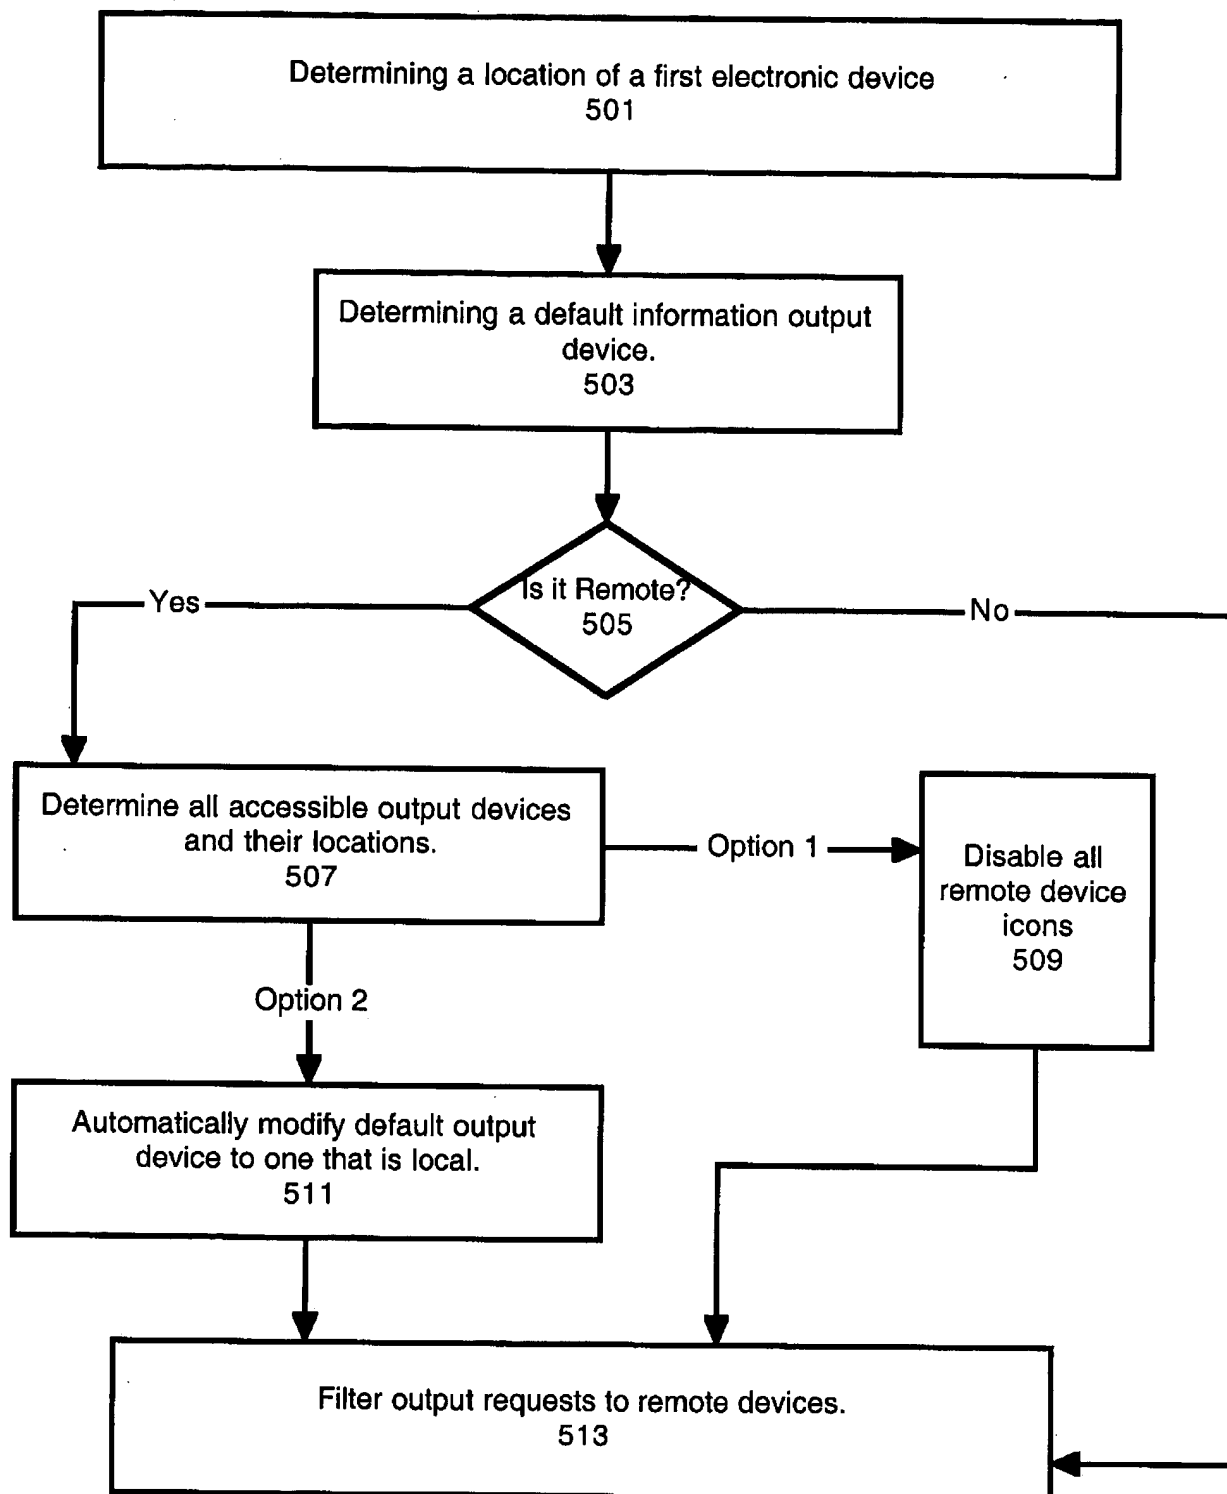 Determining a location of a first electronic device
501
Determining a default information output
device.
503
Is it Remote?
505
Yes
No
Determine all accessible output devices
and their locations.
507
Option 1
Disable all
remote device
icons
509
Option 2
Automatically modify default output
device to one that is local.
511
Filter output requests to remote devices.
513